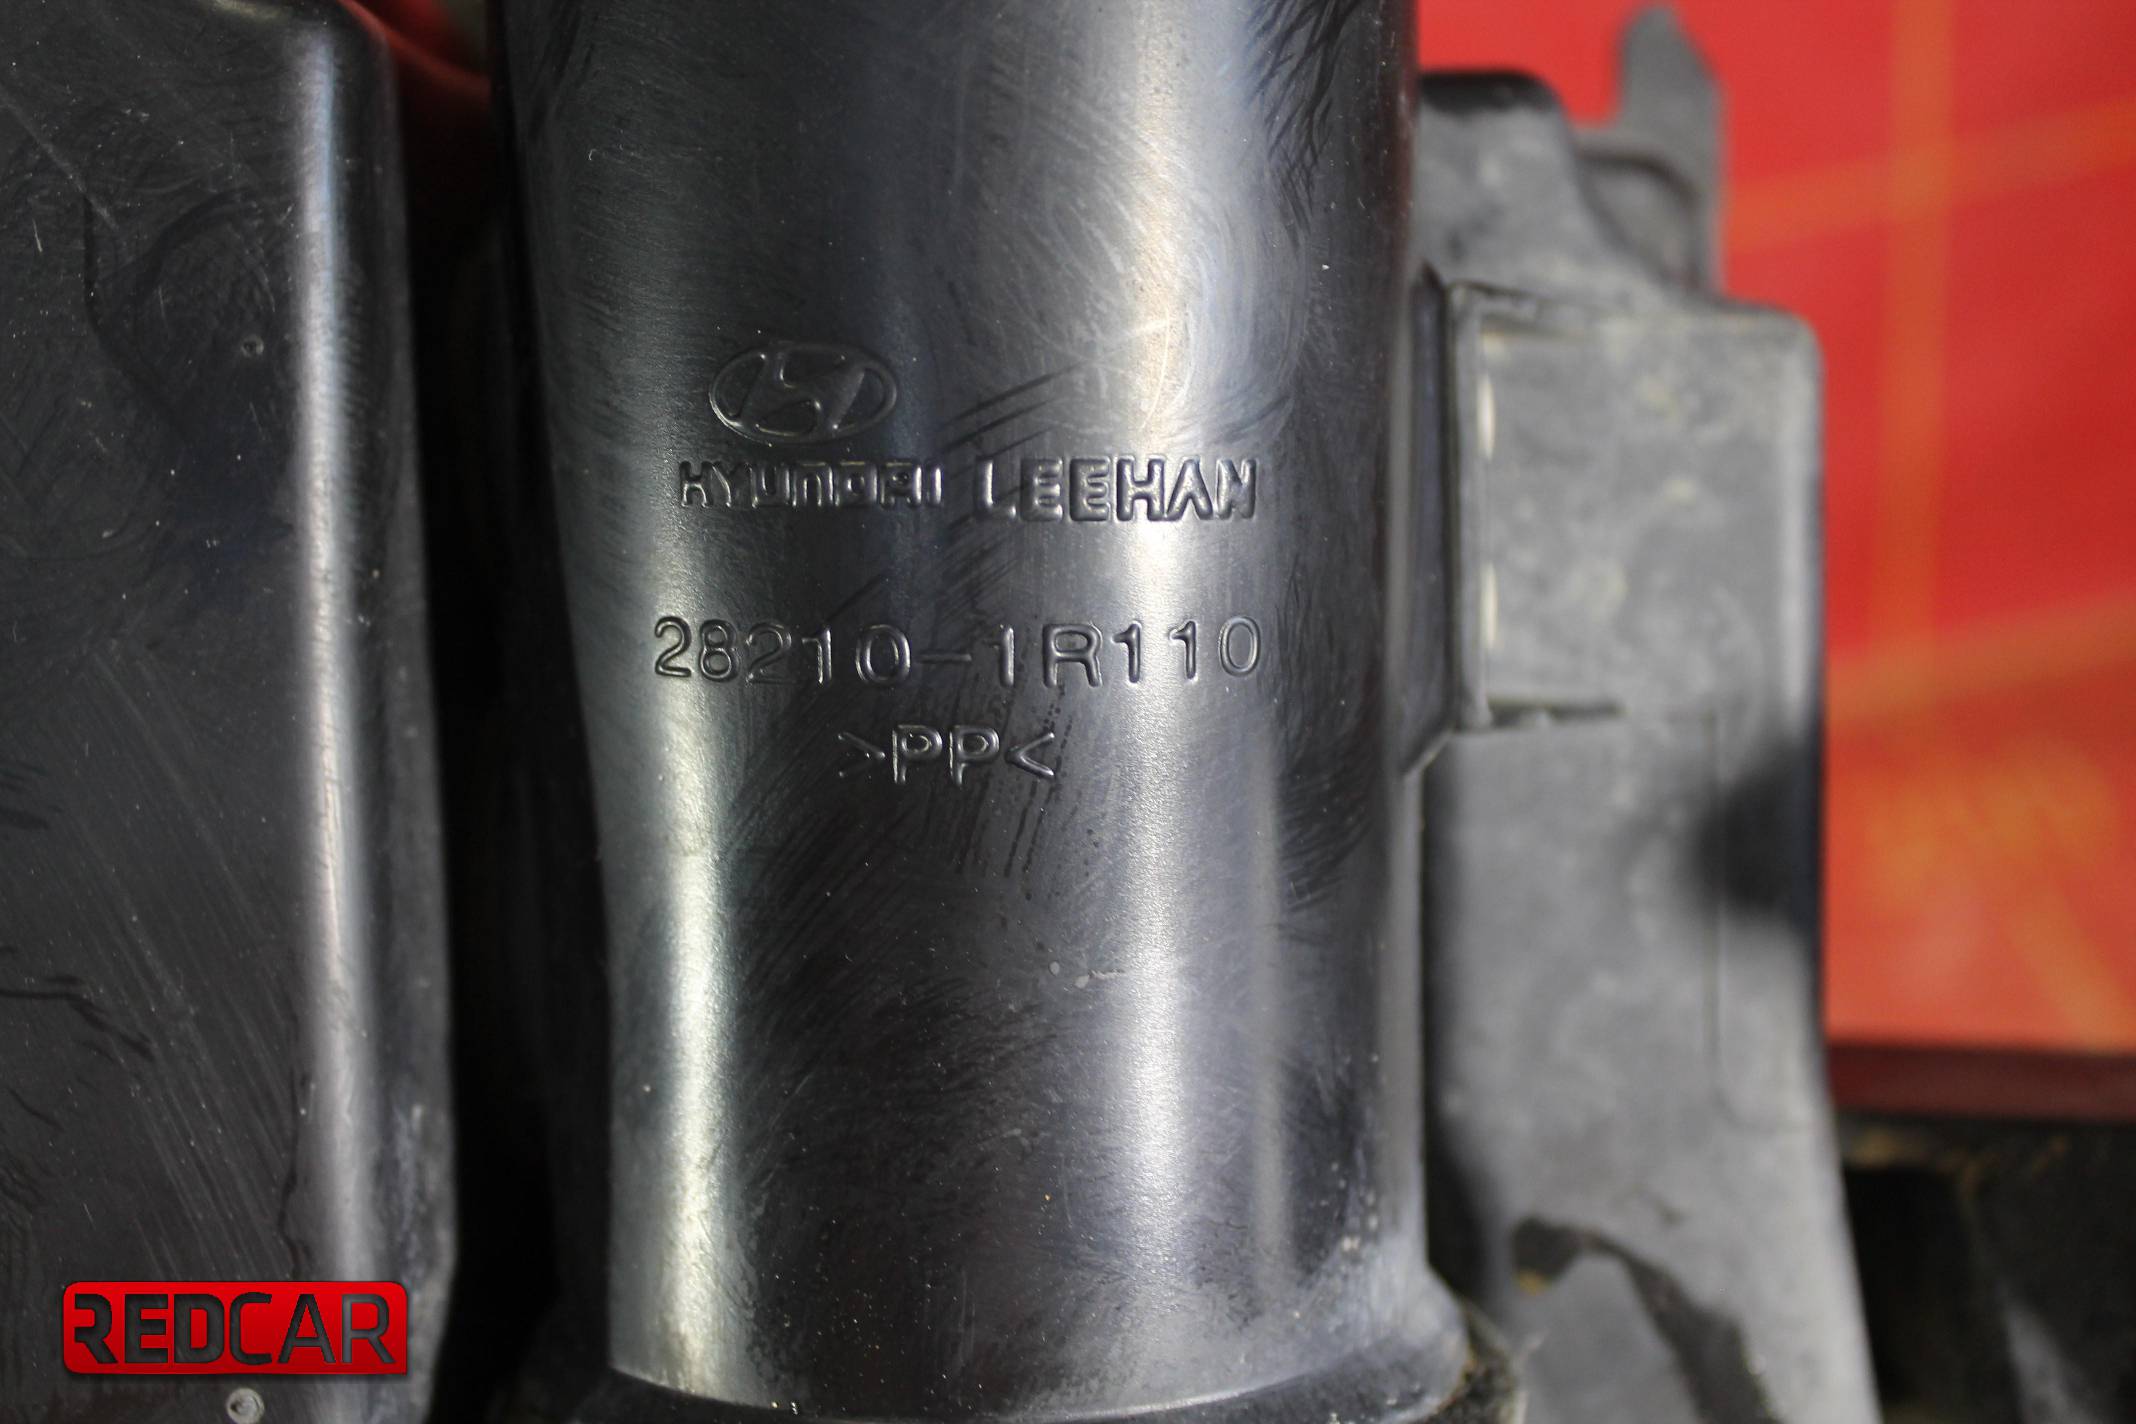 HYUNDAI LEEHAN
28210-1R110
>PP<
REDCAR